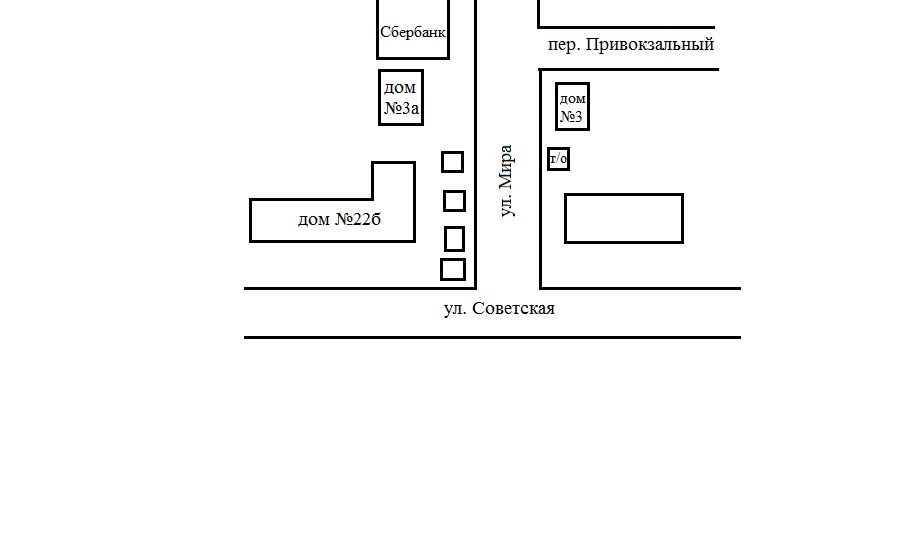 Сбербанк
пер. Привокзальный
дом
№3а
дом
№3
т/о
ул. Мира
дом №22б
ул. Советская